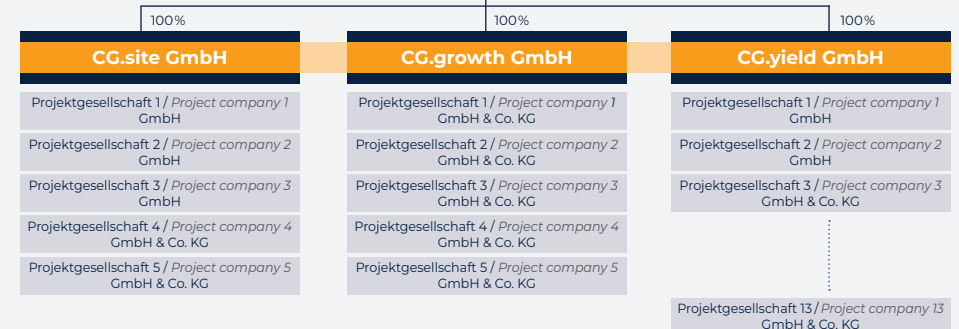 100%
100%
100%
CG.site GmbH
Projektgesellschaft 1 / Project company 1
GmbH
Projektgesellschaft 2 / Project company 2
GmbH
Projektgesellschaft 3 / Project company 3
GmbH
Projektgesellschaft 4 / Project company 4
GmbH & Co. KG
Projektgesellschaft 5 / Project company 5
GmbH & Co. KG
CG.growth GmbH
Projektgesellschaft 1 / Project company 1
GmbH & Co. KG
Projektgesellschaft 2 / Project company 2
GmbH & Co. KG
Projektgesellschaft 3 / Project company 3
GmbH & Co. KG
Projektgesellschaft 4 / Project company 4
GmbH & Co. KG
Projektgesellschaft 5 / Project company 5
GmbH & Co. KG
CG.yield GmbH
Projektgesellschaft 1 / Project company 1
GmbH
Projektgesellschaft 2 / Project company 2
GmbH
Projektgesellschaft 3 / Project company 3
GmbH & Co. KG
Projektgesellschaft 13 / Project company 13
GmbH & Co. KG